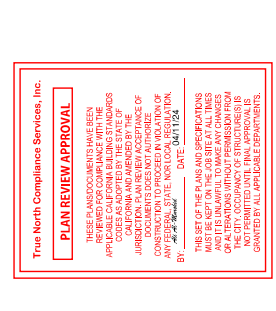 True North Compliance Services, Inc.
PLAN REVIEW APPROVAL
THESE PLANS/DOCUMENTS HAVE BEEN
REVIEWED FOR COMPLIANCE WITH THE
APPLICABLE CALIFORNIA BUILDING STANDARDS
CODES AS ADOPTED BY THE STATE OF
CALIFORNIA AND AMENDED BY THE
JURISDICTION. PLAN REVIEW ACCEPTANCE OF
DOCUMENTS DOES NOT AUTHORIZE
CONSTRUCTION TO PROCEED IN VIOLATION OF
ANY FEDERAL, STATE, NOR LOCAL REGULATION.
BY: DATE 04/11/24
THIS SET OF THE PLANS AND SPECIFICATIONS
MUST BE KEPT ON THE JOB SITE AT ALL TIMES
AND IT IS UNLAWFUL TO MAKE ANY CHANGES
OR ALTERATIONS WITHOUT PERMISSION FROM
THE CITY. OCCUPANCY OF STRUCTURE(S) IS
NOT PERMITTED UNTIL FINAL APPROVAL IS
GRANTED BY ALL APPLICABLE DEPARTMENTS.